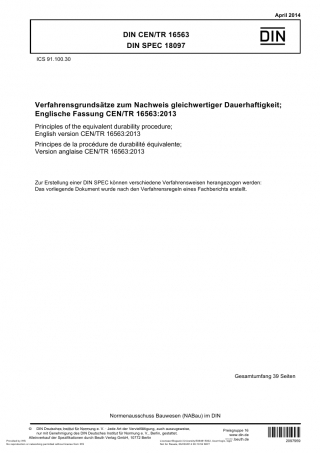 April 2014
DIN CEN/TR 16563
DIN SPEC 18097
DIN
ICS 91.100.30
Verfahrensgrundsätze zum Nachweis gleichwertiger Dauerhaftigkeit;
Englische Fassung CEN/TR 16563:2013
Principles of the equivalent durability procedure;
English version CEN/TR 16563:2013
Principes de la procédure de durabilité équivalente;
Version anglaise CEN/TR 16563:2013
Zur Erstellung einer DIN SPEC können verschiedene Verfahrensweisen herangezogen werden:
Das vorliegende Dokument wurde nach den Verfahrensregeln eines Fachberichts erstellt.
Gesamtumfang 39 Seiten
Normenausschuss Bauwesen (NABau) im DIN
© DIN Deutsches Institut für Normung e. V. · Jede Art der Vervielfältigung, auch auszugsweise,
nur mit Genehmigung des DIN Deutsches Institut für Normung e. V., Berlin, gestattet.
Alleinverkauf der Spezifikationen durch Beuth Verlag GmbH, 10772 Berlin
Preisgruppe 16
www.din.de
www.beuth.de